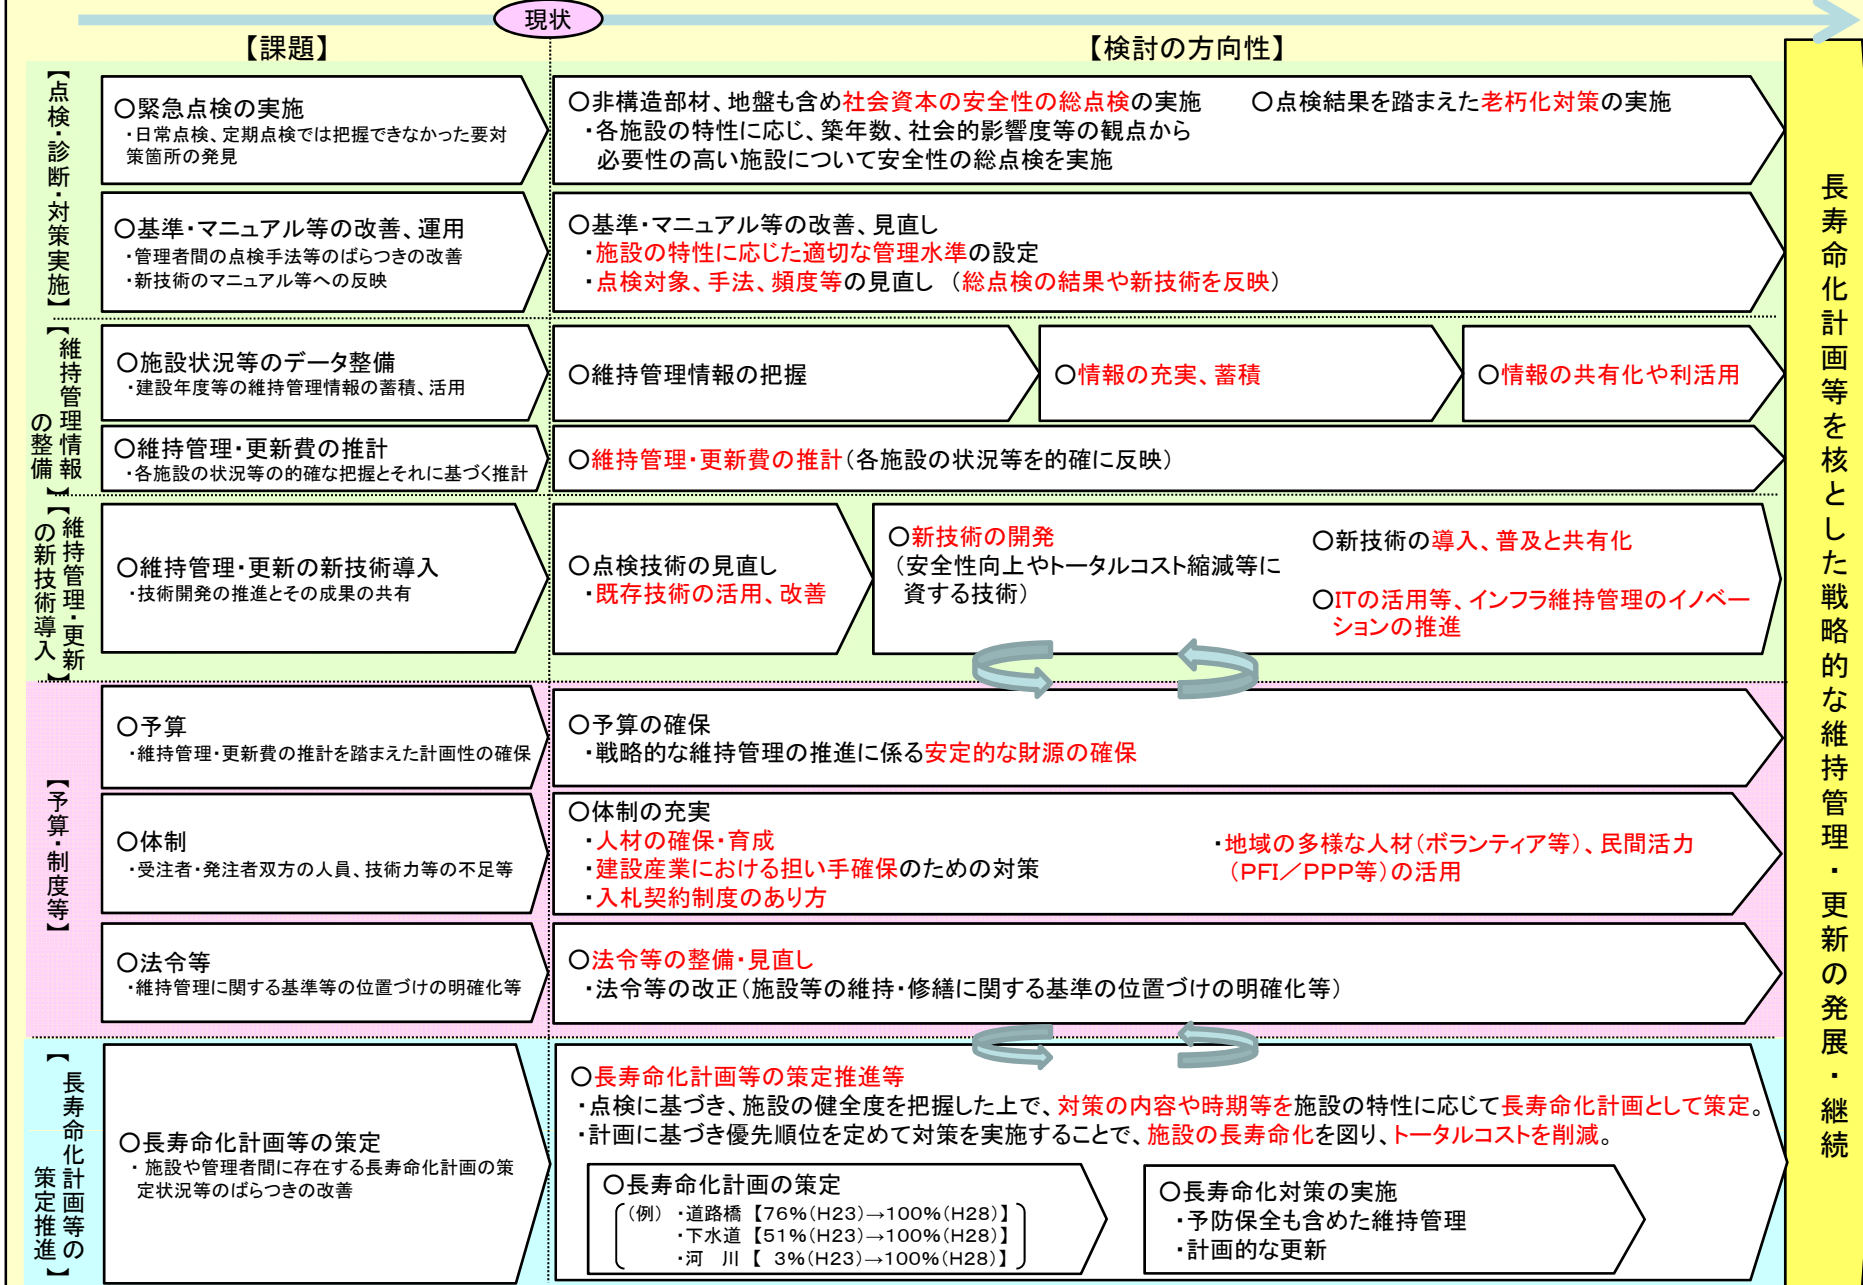 現状
【課題】
【検討の方向性】
【点検・診断・対策実施】
○緊急点検の実施
・日常点検、定期点検では把握できなかった要対
策箇所の発見
○非構造部材、地盤も含め社会資本の安全性の総点検の実施
・各施設の特性に応じ、築年数、社会的影響度等の観点から
必要性の高い施設について安全性の総点検を実施
○点検結果を踏まえた老朽化対策の実施
○基準・マニュアル等の改善、運用
・管理者間の点検手法等のばらつきの改善
・新技術のマニュアル等への反映
○基準・マニュアル等の改善、見直し
・施設の特性に応じた適切な管理水準の設定
・点検対象、手法、頻度等の見直し （総点検の結果や新技術を反映）
【維持管理情報
の整備】
○施設状況等のデータ整備
・建設年度等の維持管理情報の蓄積、活用
○維持管理情報の把握
○情報の充実、蓄積
○情報の共有化や利活用
○維持管理・更新費の推計
・各施設の状況等の的確な把握とそれに基づく推計
○維持管理・更新費の推計（各施設の状況等を的確に反映）
【維持管理・更新
の新技術導入】
○維持管理・更新の新技術導入
・技術開発の推進とその成果の共有
○点検技術の見直し
・既存技術の活用、改善
○新技術の開発
（安全性向上やトータルコスト縮減等に
資する技術）
○新技術の導入、普及と共有化
○ITの活用等、インフラ維持管理のイノベー
ションの推進
【予算・制度等】
○予算
・維持管理・更新費の推計を踏まえた計画性の確保
○予算の確保
・戦略的な維持管理の推進に係る安定的な財源の確保
○体制
・受注者・発注者双方の人員、技術力等の不足等
○体制の充実
・人材の確保・育成
・建設産業における担い手確保のための対策
・入札契約制度のあり方
・地域の多様な人材（ボランティア等）、民間活力
（PFI／PPP等）の活用
○法令等
・維持管理に関する基準等の位置づけの明確化等
○法令等の整備・見直し
・法令等の改正（施設等の維持・修繕に関する基準の位置づけの明確化等）
【長寿命化計画等の
策定推進】
○長寿命化計画等の策定
・施設や管理者間に存在する長寿命化計画の策
定状況等のばらつきの改善
○長寿命化計画等の策定推進等
・点検に基づき、施設の健全度を把握した上で、対策の内容や時期等を施設の特性に応じて長寿命化計画として策定。
・計画に基づき優先順位を定めて対策を実施することで、施設の長寿命化を図り、トータルコストを削減。
○長寿命化計画の策定
（例） ・道路橋 【76%(H23)→100%(H28)】
・下水道 【51%(H23)→100%(H28)】
・河　川 【 3%(H23)→100%(H28)】
○長寿命化対策の実施
・予防保全も含めた維持管理
・計画的な更新
長寿命化計画等を核とした戦略的な維持管理・更新の発展・継続